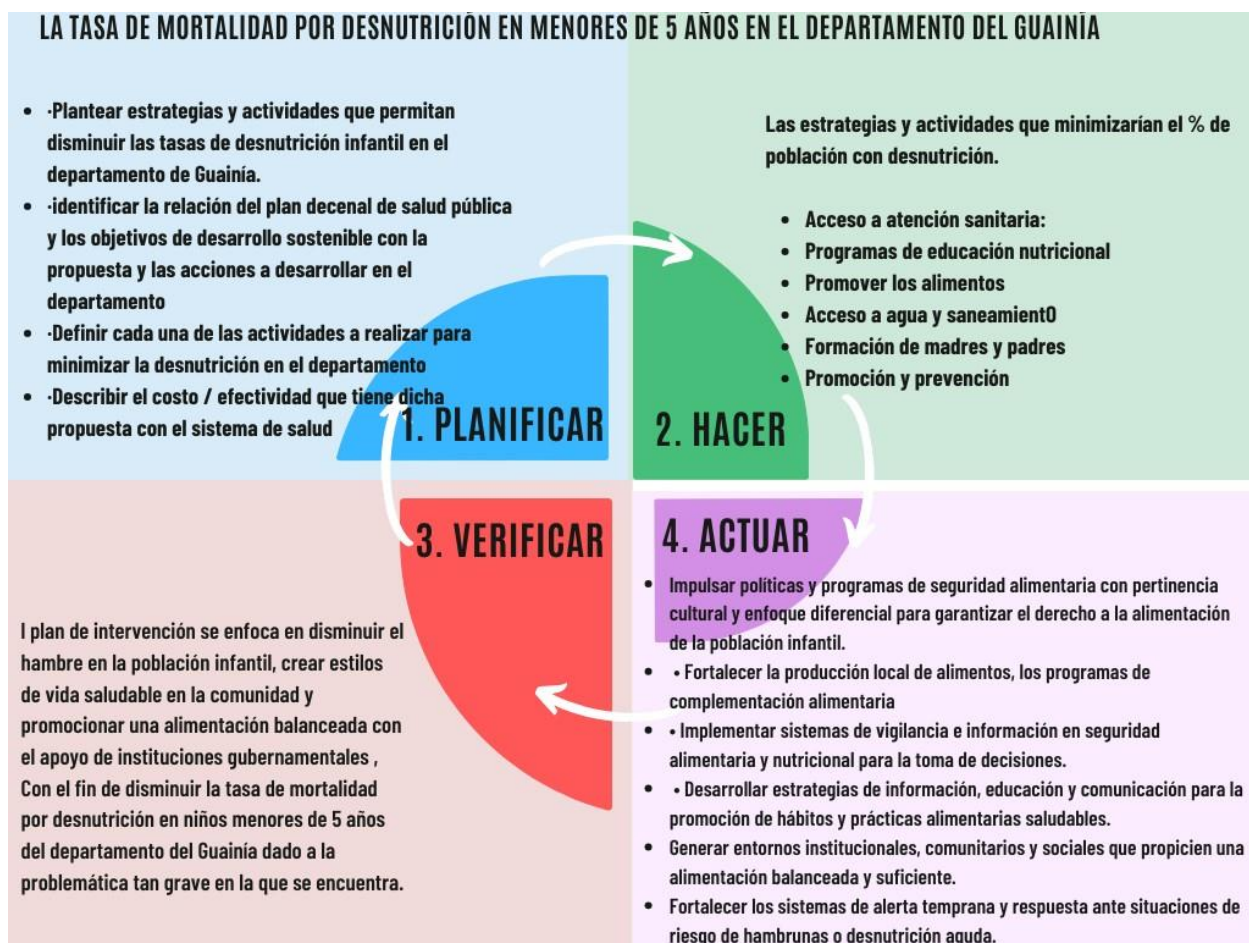 LA TASA DE MORTALIDAD POR DESNUTRICIÓN EN MENORES DE 5 AÑOS EN EL DEPARTAMENTO DEL GUAINÍA
• ·Plantear estrategias y actividades que permitan
disminuir las tasas de desnutrición infantil en el
departamento de Guainía.
• ·identificar la relación del plan decenal de salud pública
y los objetivos de desarrollo sostenible con la
propuesta y las acciones a desarrollar en el
departamento
• ·Definir cada una de las actividades a realizar para
minimizar la desnutrición en el departamento
• ·Describir el costo / efectividad que tiene dicha
propuesta con el sistema de salud
1. PLANIFICAR
Las estrategias y actividades que minimizarían el % de
población con desnutrición.
• Acceso a atención sanitaria:
• Programas de educación nutricional
• Promover los alimentos
• Acceso a agua y saneamient0
• Formación de madres y padres
• Promoción y prevención
2. HACER
3. VERIFICAR
l plan de intervención se enfoca en disminuir el
hambre en la población infantil, crear estilos
de vida saludable en la comunidad y
promocionar una alimentación balanceada con
el apoyo de instituciones gubernamentales ,
Con el fin de disminuir la tasa de mortalidad
por desnutrición en niños menores de 5 años
del departamento del Guainía dado a la
problemática tan grave en la que se encuentra.
4. ACTUAR
• Impulsar políticas y programas de seguridad alimentaria con pertinencia
cultural y enfoque diferencial para garantizar el derecho a la alimentación
de la población infantil.
• • Fortalecer la producción local de alimentos, los programas de
complementación alimentaria
• • Implementar sistemas de vigilancia e información en seguridad
alimentaria y nutricional para la toma de decisiones.
• • Desarrollar estrategias de información, educación y comunicación para la
promoción de hábitos y prácticas alimentarias saludables.
• Generar entornos institucionales, comunitarios y sociales que propicien una
alimentación balanceada y suficiente.
• Fortalecer los sistemas de alerta temprana y respuesta ante situaciones de
riesgo de hambrunas o desnutrición aguda.